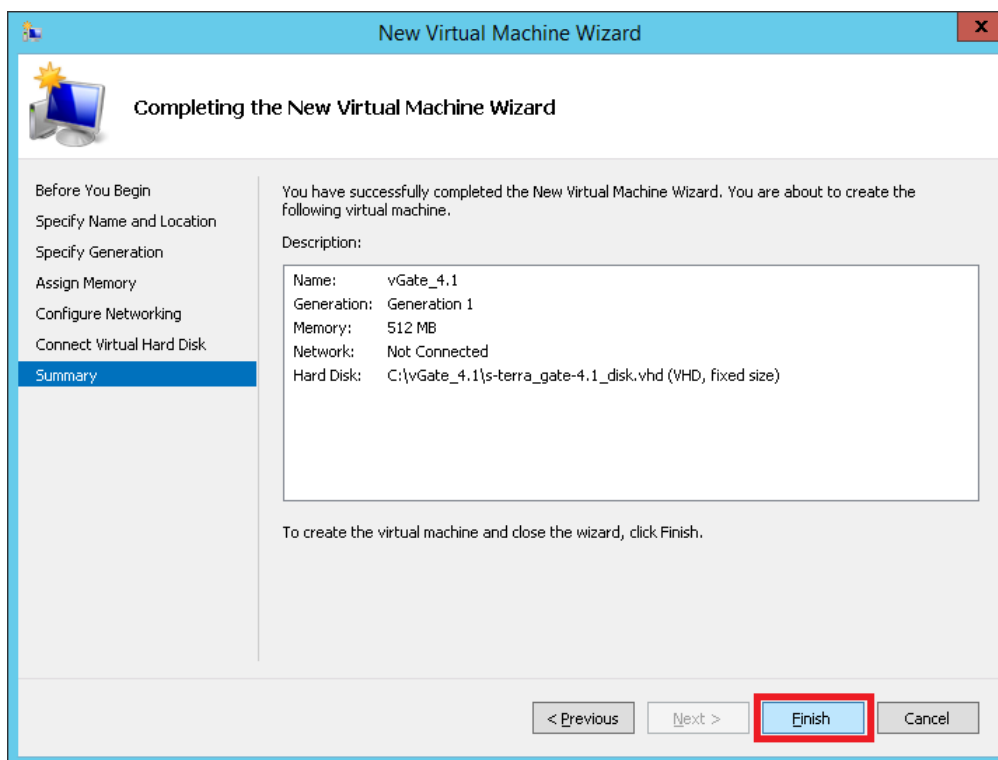 New Virtual Machine Wizard
x
Completing the New Virtual Machine Wizard
Before You Begin
Specify Name and Location
Specify Generation
Assign Memory
Configure Networking
Connect Virtual Hard Disk
Summary
You have successfully completed the New Virtual Machine Wizard. You are about to create the
following virtual machine.
Description:
Name: vGate_4.1
Generation: Generation 1
Memory: 512 MB
Network: Not Connected
Hard Disk: C:\vGate_4.1\s-terra_gate-4.1_disk.vhd (VHD, fixed size)
To create the virtual machine and close the wizard, click Finish.
< Previous Next > Finish Cancel